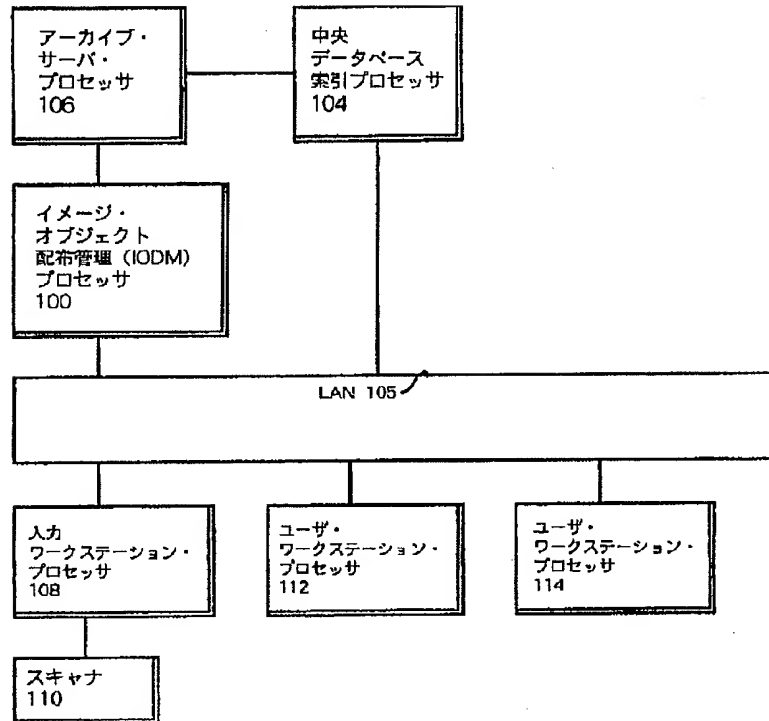 アーカイブ・
サーバ・
プロセッサ
106
中央
データベース
索引プロセッサ
104
イメージ・
オブジェクト
配布管理 (IODM)
プロセッサ
100
LAN 105
入力
ワークステーション・
プロセッサ
108
ユーザ・
ワークステーション・
プロセッサ
112
ユーザ・
ワークステーション・
プロセッサ
114
スキャナ
110